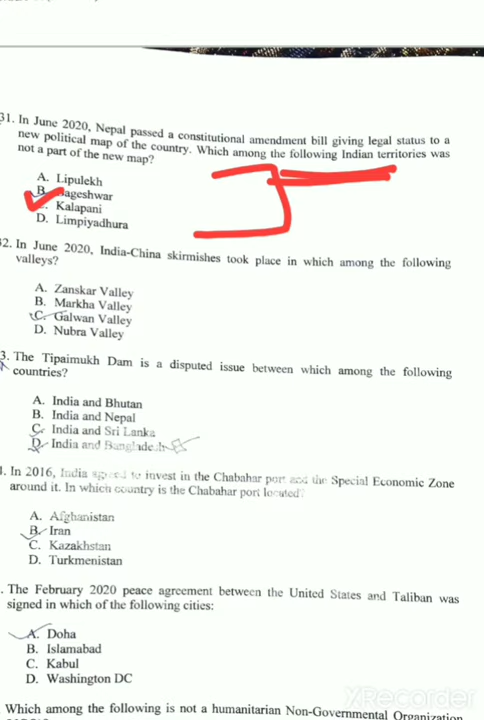 31. In June 2020, Nepal passed a constitutional amendment bill giving legal status to a
new political map of the country. Which among the following Indian territories was
not a part of the new map?
A. Lipulekh
B. Bageshwar
C. Kalapani
D. Limpiyadhura
32. In June 2020, India-China skirmishes took place in which among the following
valleys?
A. Zanskar Valley
B. Markha Valley
C. Galwan Valley
D. Nubra Valley
3. The Tipaimukh Dam is a disputed issue between which among the following
countries?
A. India and Bhutan
B. India and Nepal
C. India and Sri Lanka
D. India and Bangladesh
4. In 2016, India agreed to invest in the Chabahar port and the Special Economic Zone
around it. In which country is the Chabahar port located?
A. Afghanistan
B. Iran
C. Kazakhstan
D. Turkmenistan
. The February 2020 peace agreement between the United States and Taliban was
signed in which of the following cities:
A. Doha
B. Islamabad
C. Kabul
D. Washington DC
Which among the following is not a humanitarian Non-Governmental Organization
XRecorder